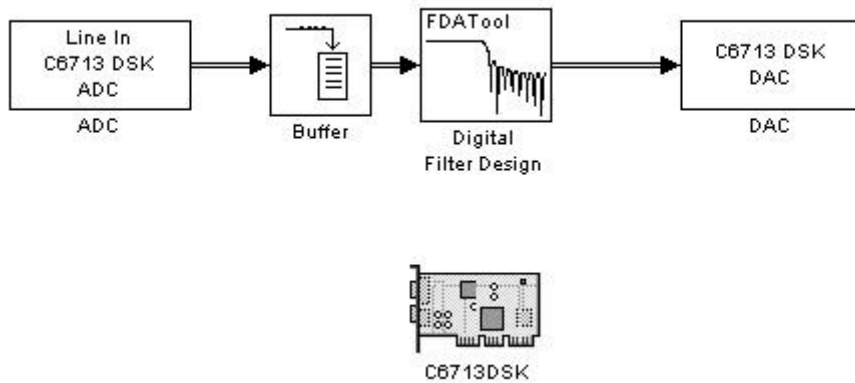 Line In
C6713 DSK
ADC
ADC
Buffer
FDATool
Digital
Filter Design
C6713 DSK
DAC
DAC
C6713DSK